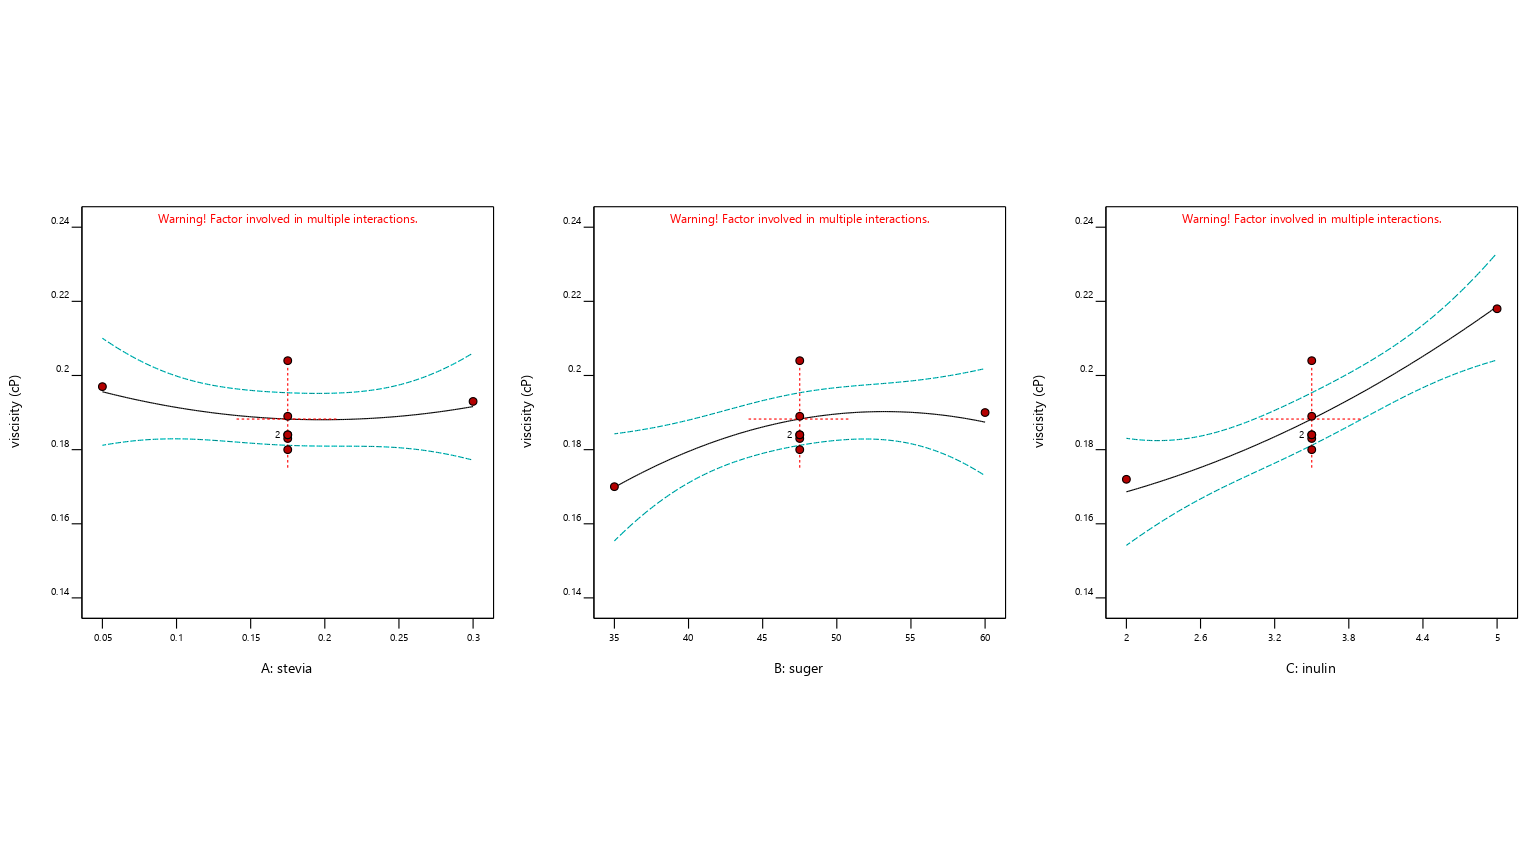 Warning! Factor involved in multiple interactions.
0.24
0.22
0.2
0.18
0.16
0.14
viscisity (cP)
2
0.05 0.1 0.15 0.2 0.25 0.3
A: stevia
Warning! Factor involved in multiple interactions.
0.24
0.22
0.2
0.18
0.16
0.14
viscisity (cP)
2
35 40 45 50 55 60
B: suger
Warning! Factor involved in multiple interactions.
0.24
0.22
0.2
0.18
0.16
0.14
viscisity (cP)
2
2 2.6 3.2 3.8 4.4 5
C: inulin